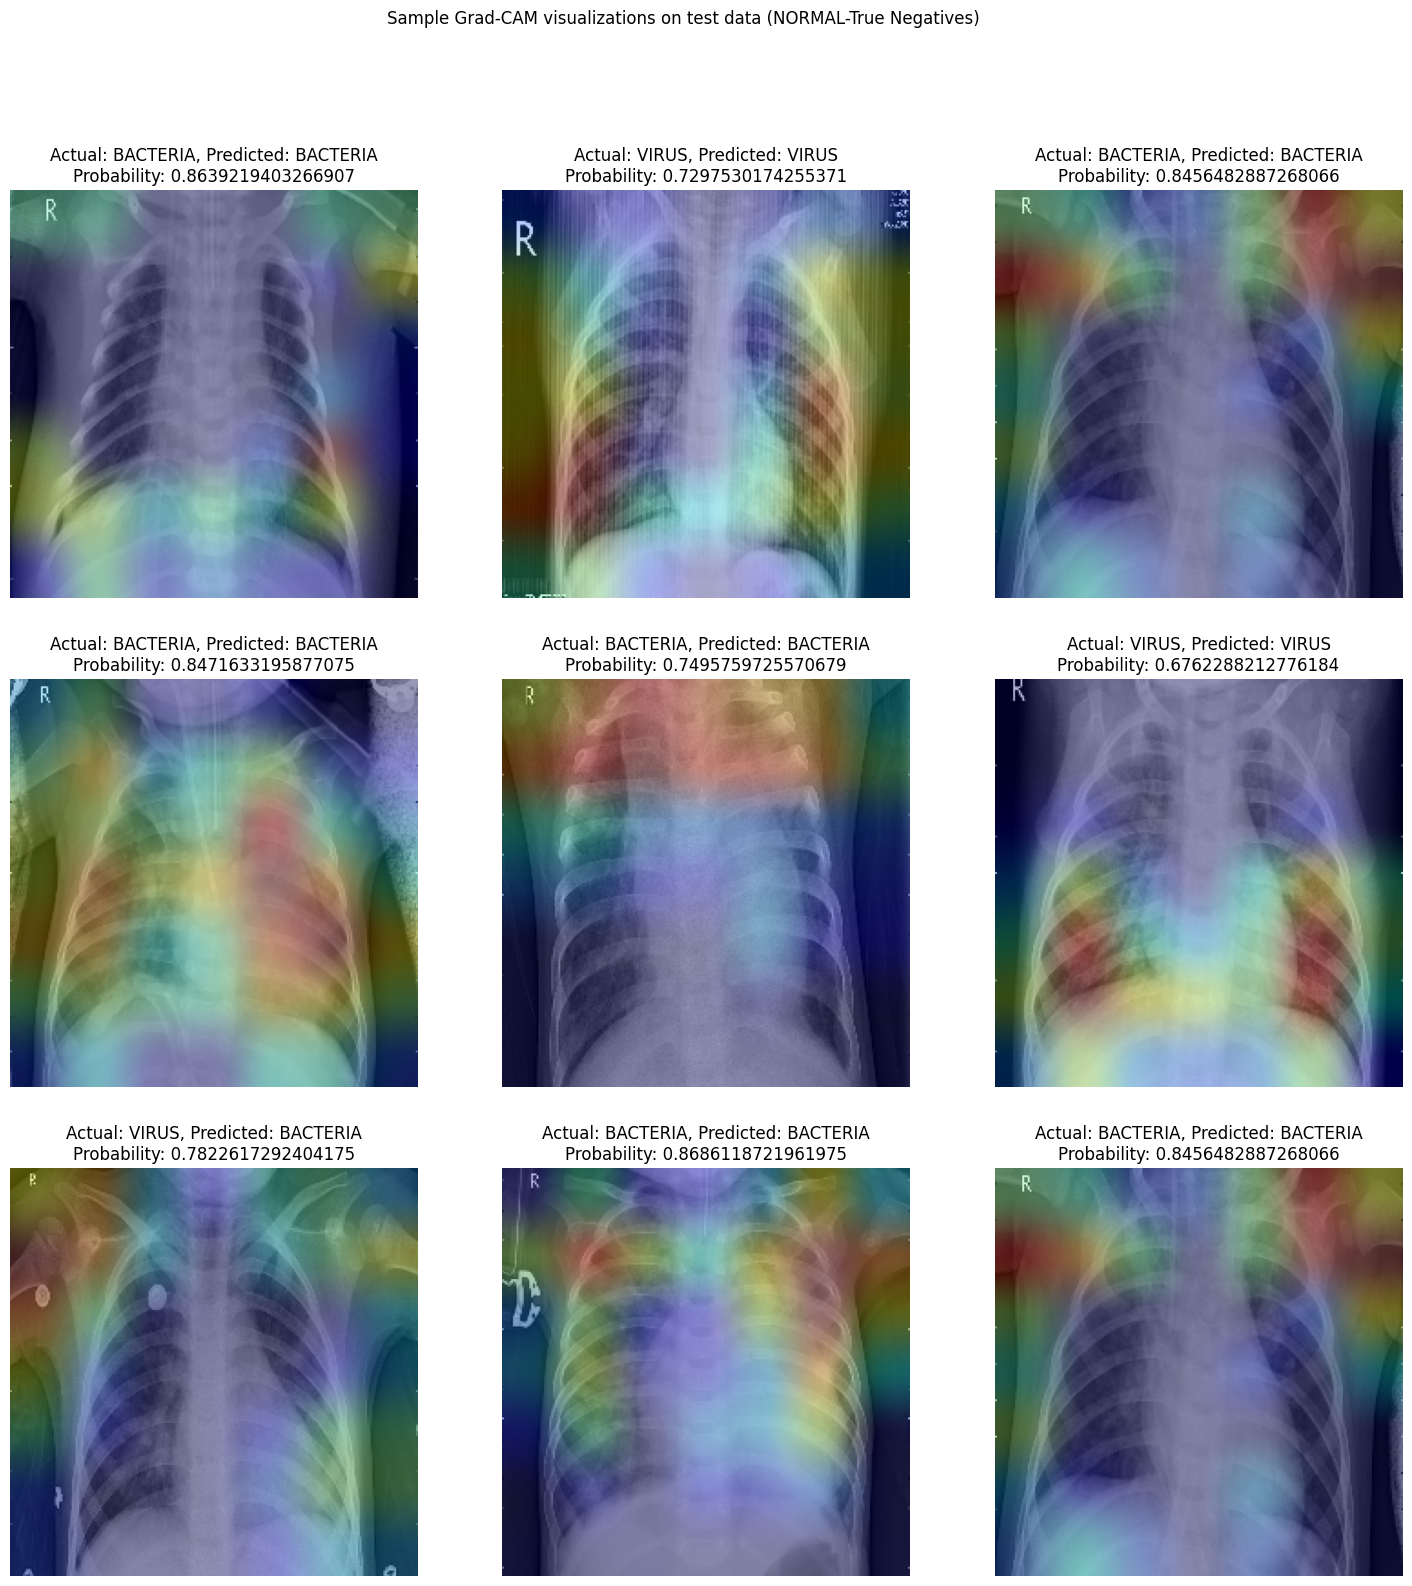 Sample Grad-CAM visualizations on test data (NORMAL-True Negatives)
Actual: BACTERIA, Predicted: BACTERIA
Probability: 0.8639219403266907
Actual: VIRUS, Predicted: VIRUS
Probability: 0.7297530174255371
Actual: BACTERIA, Predicted: BACTERIA
Probability: 0.8456482887268066
R
R
R
Actual: BACTERIA, Predicted: BACTERIA
Probability: 0.8471633195877075
Actual: BACTERIA, Predicted: BACTERIA
Probability: 0.7495759725570679
Actual: VIRUS, Predicted: VIRUS
Probability: 0.6762288212776184
R
R
R
Actual: VIRUS, Predicted: BACTERIA
Probability: 0.7822617292404175
Actual: BACTERIA, Predicted: BACTERIA
Probability: 0.8686118721961975
Actual: BACTERIA, Predicted: BACTERIA
Probability: 0.8456482887268066
R
R
R